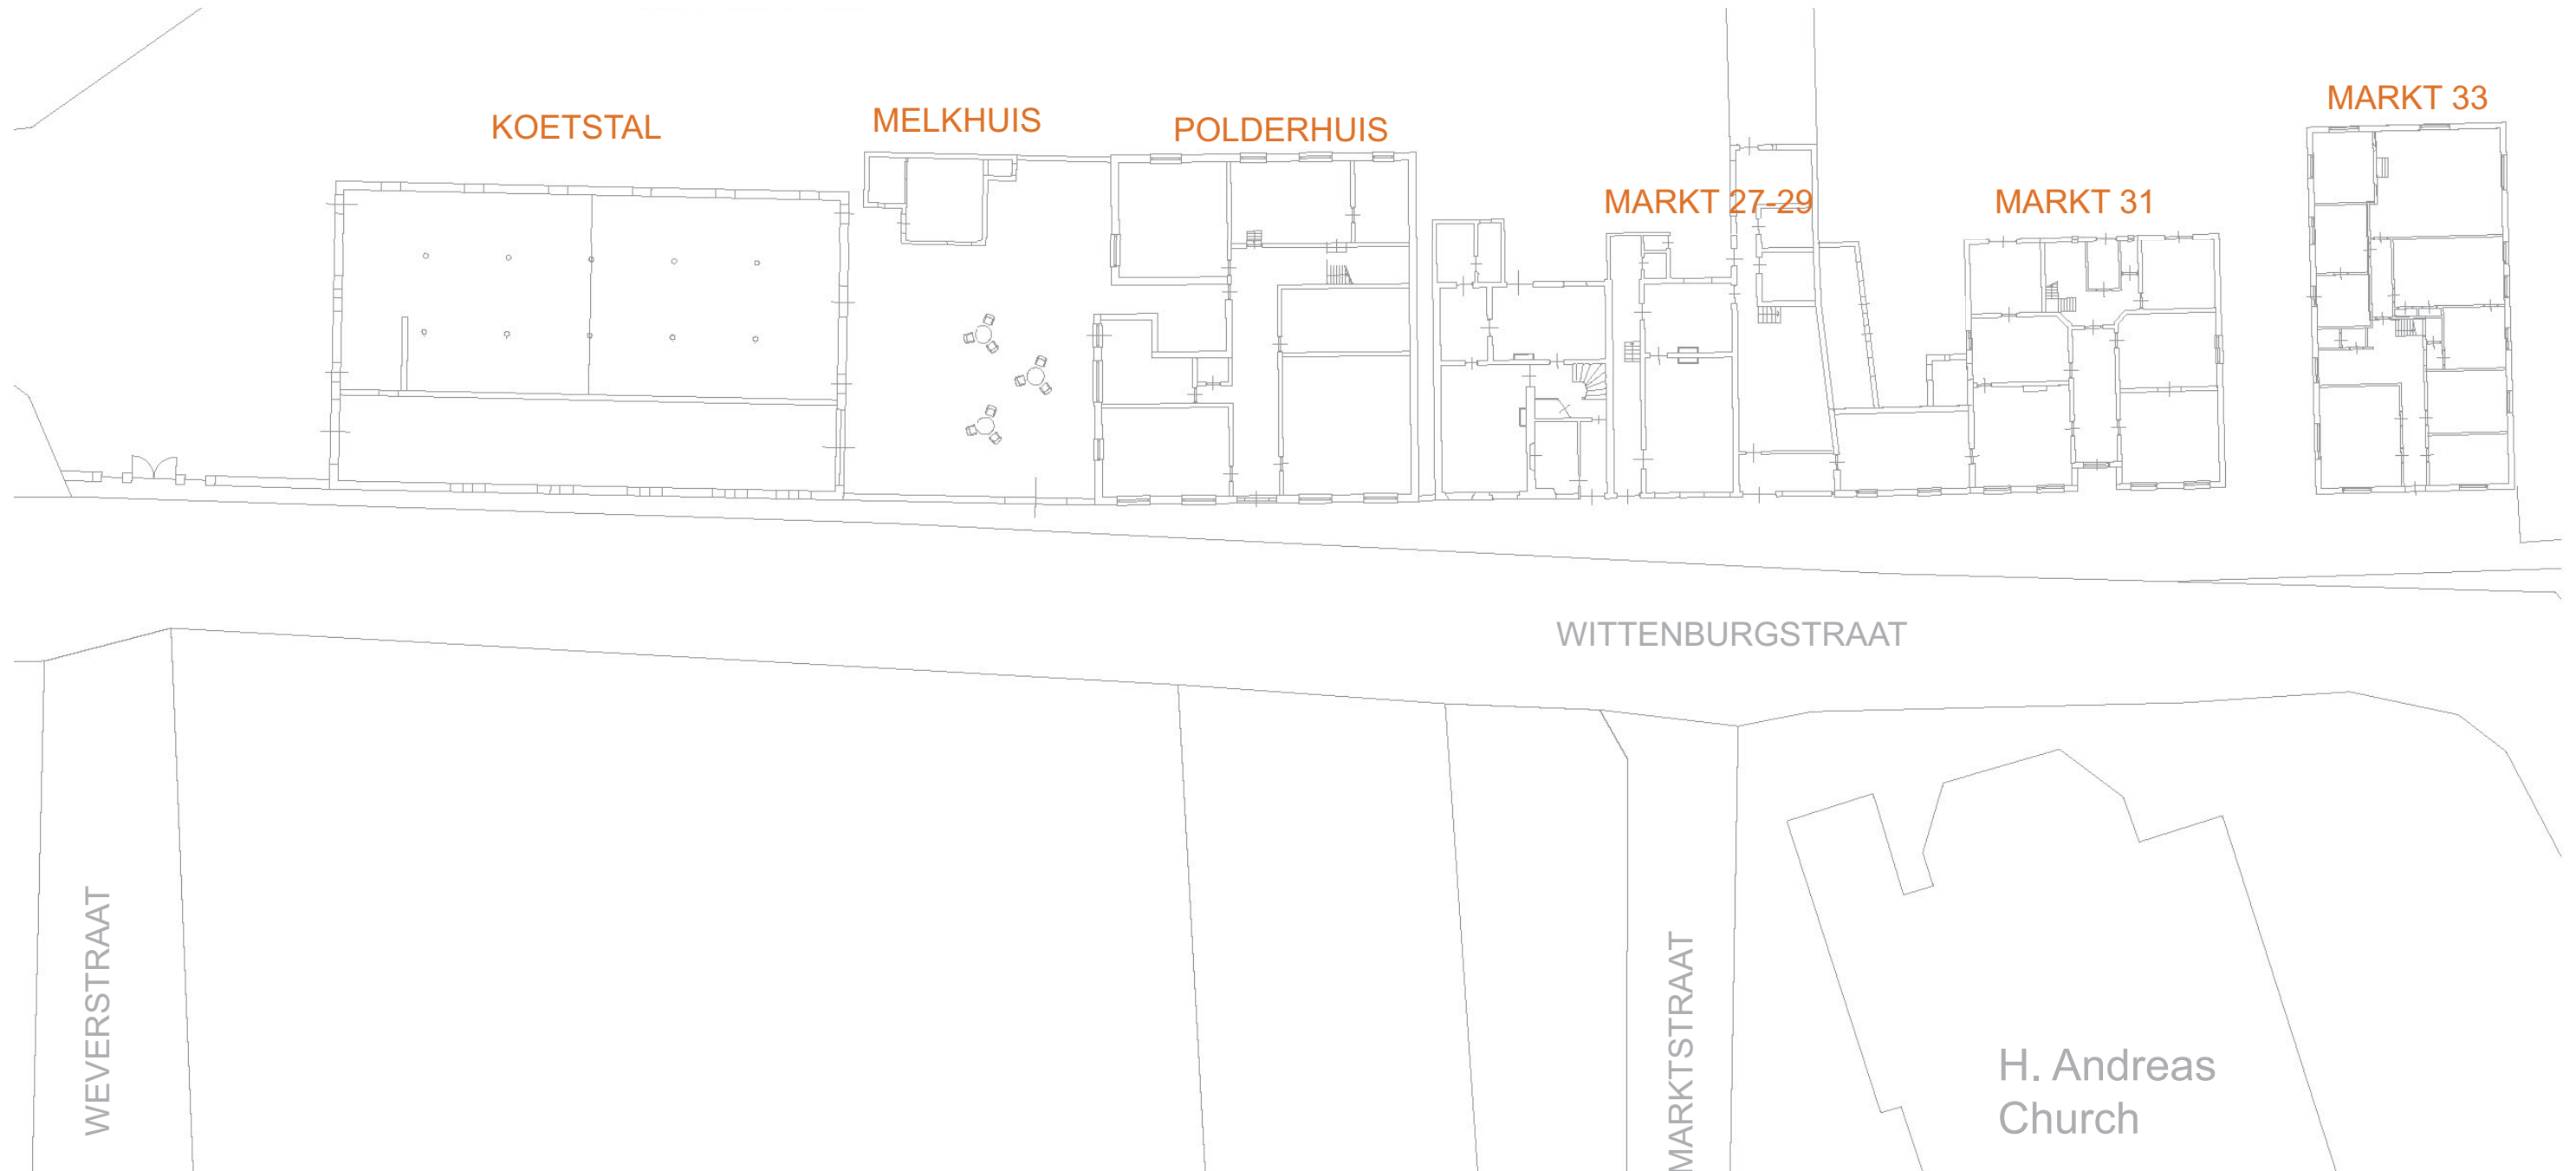 KOETSTAL
MELKHUIS
POLDERHUIS
MARKT 27-29
MARKT 31
MARKT 33
WITTENBURGSTRAAT
WEVERSTRAAT
MARKTSTRAAT
H. Andreas
Church